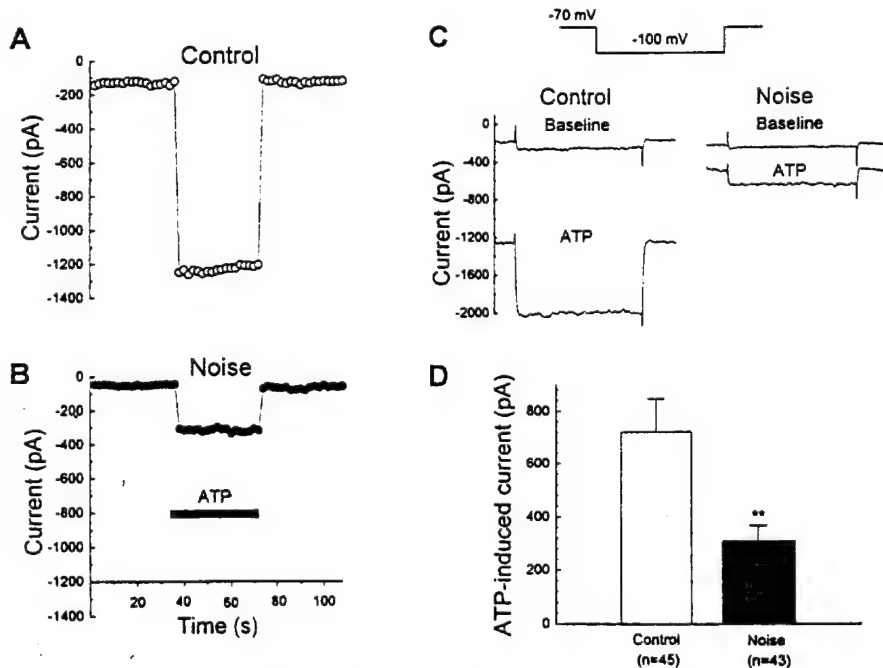 A
Control
0
-200
-400
-600
-800
-1000
-1200
-1400
Current (pA)
B
Noise
0
-200
-400
-600
-800
-1000
-1200
-1400
Current (pA)
ATP
20 40 60 80 100
Time (s)
C
-70 mV
-100 mV
Control Noise
Baseline Baseline
ATP ATP
0
-400
-800
-1200
-1600
-2000
Current (pA)
D
800
600
400
200
0
ATP-induced current (pA)
**
Control Noise
(n=45) (n=43)